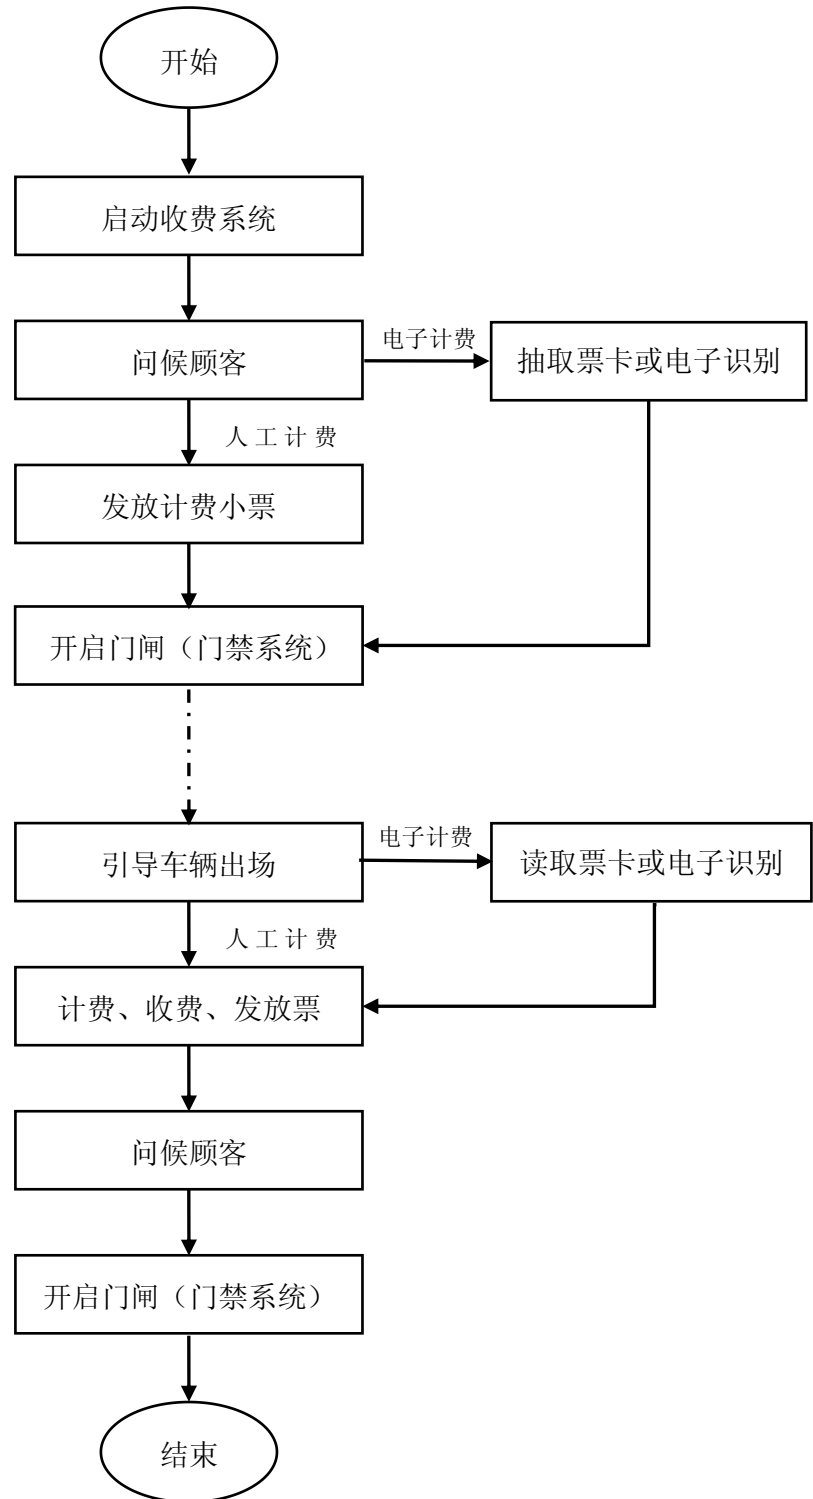 开始
启动收费系统
问候顾客
电子计费
抽取票卡或电子识别
人工计费
发放计费小票
开启门闸（门禁系统）
引导车辆出场
电子计费
读取票卡或电子识别
人工计费
计费、收费、发放票
问候顾客
开启门闸（门禁系统）
结束